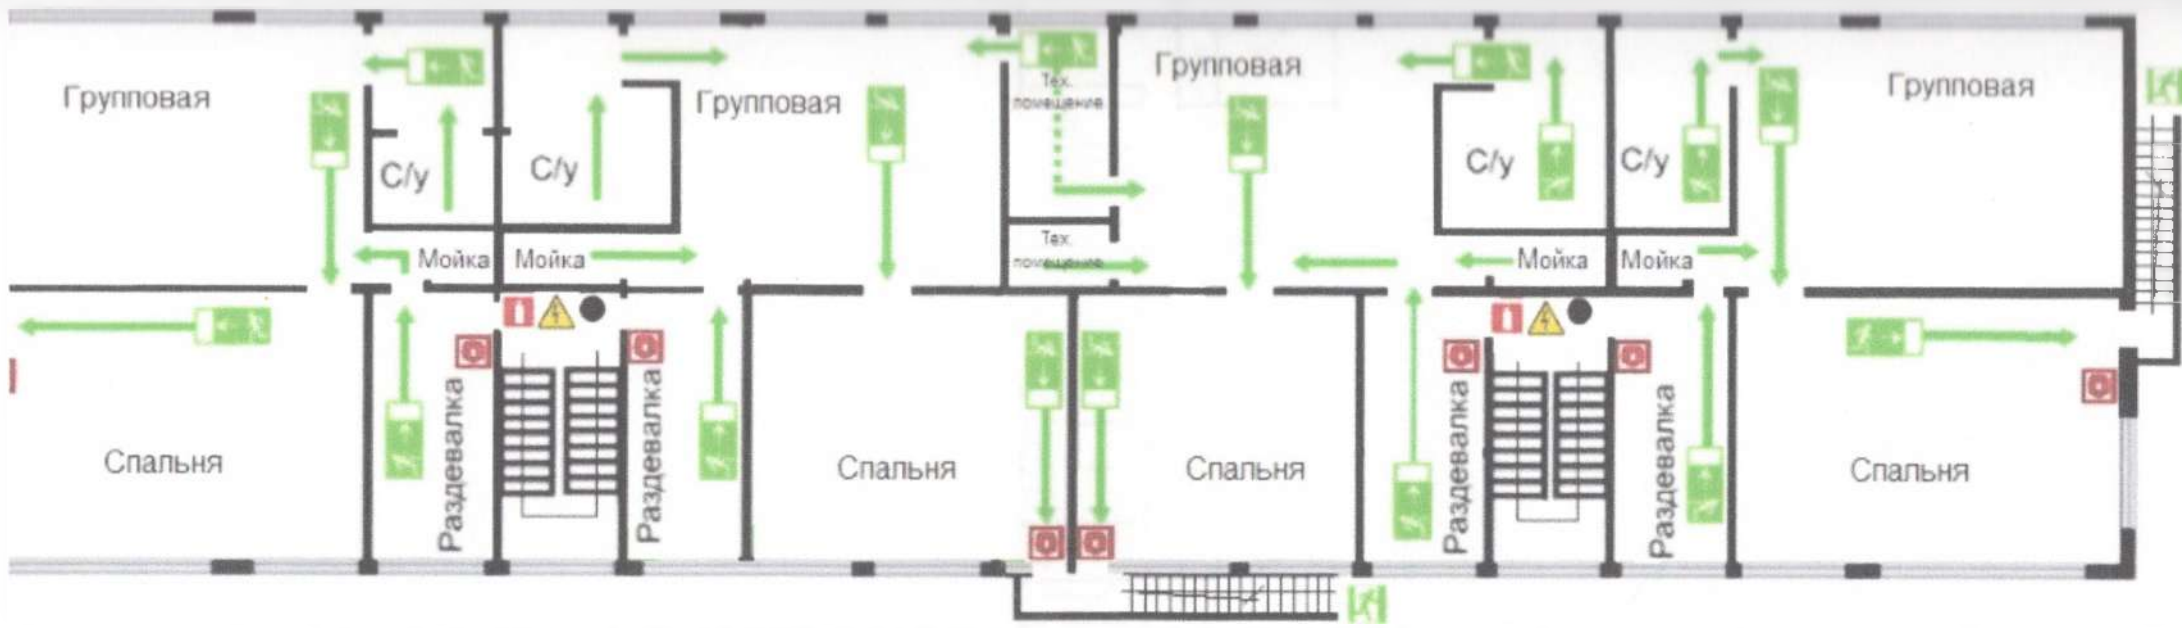 Групповая
С/у
С/у
Групповая
Тех.
помещение
Групповая
С/у
С/у
Групповая
Мойка
Мойка
Тех.
помещение
Мойка
Мойка
Спальня
Раздевалка
Раздевалка
Спальня
Спальня
Раздевалка
Раздевалка
Спальня